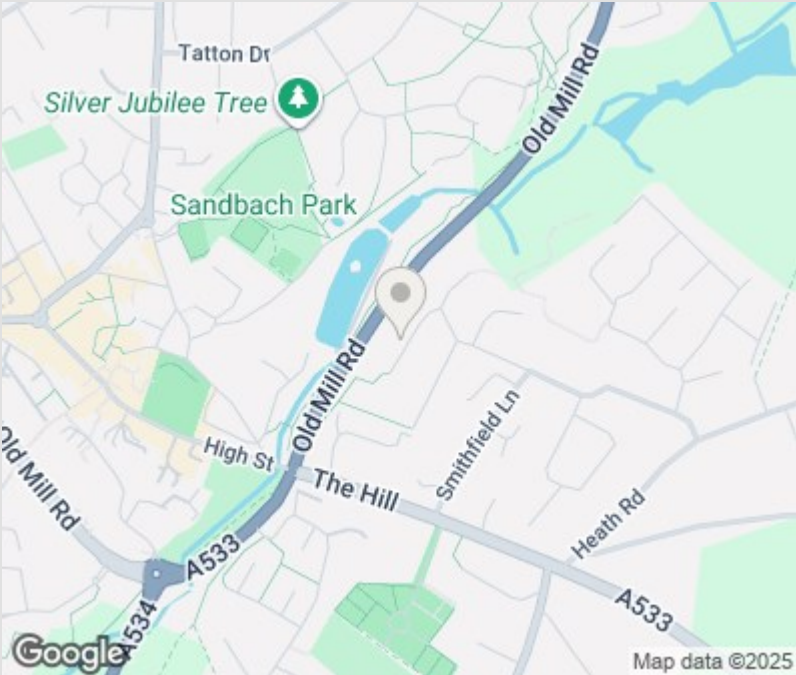 Tatton Dr
Old Mill Rd
Silver Jubilee Tree
Sandbach Park
Old Mill Rd
Smithfield Ln
Old Mill Rd
High St
The Hill
Heath Rd
A533
A533
A534
Google
Map data ©2025